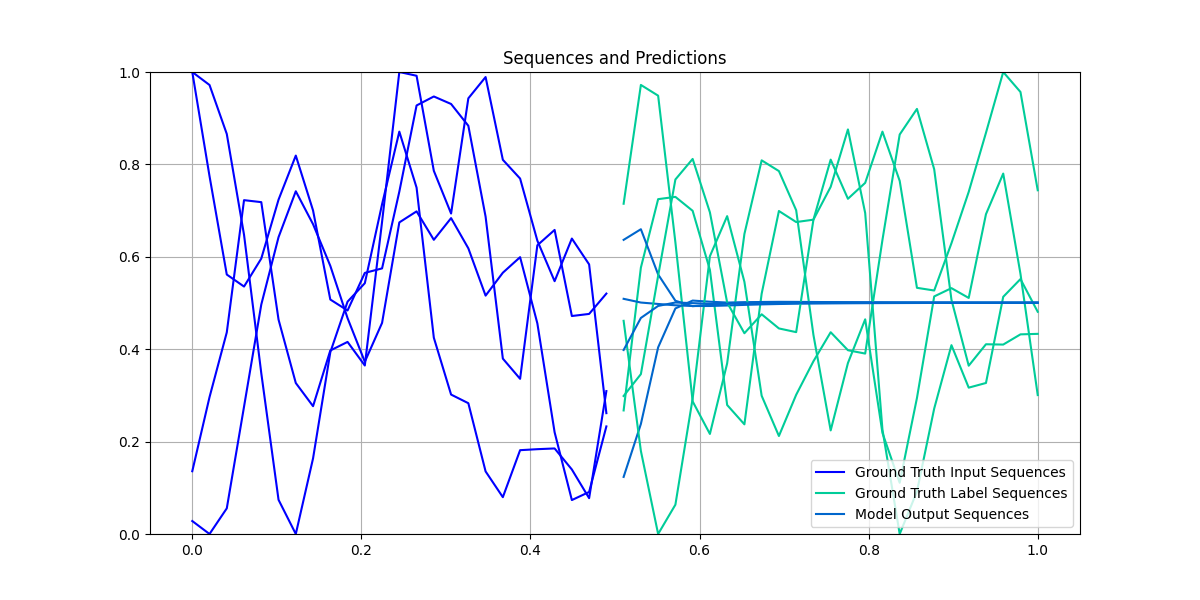 Sequences and Predictions
1.0
0.8
0.6
0.4
0.2
0.0
Ground Truth Input Sequences
Ground Truth Label Sequences
Model Output Sequences
0.0 0.2 0.4 0.6 0.8 1.0